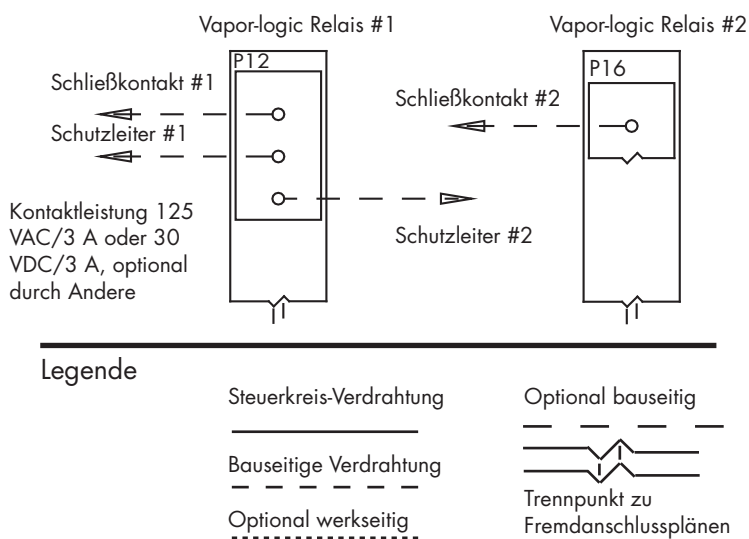 Vapor-logic Relais #1
Vapor-logic Relais #2
P12
P16
Schließkontakt #1
Schutzleiter #1
Schließkontakt #2
Schutzleiter #2
Kontaktleistung 125
VAC/3 A oder 30
VDC/3 A, optional
durch Andere
Legende
Steuerkreis-Verdrahtung
Optional bauseitig
Bauseitige Verdrahtung
Optional werkseitig
Trennpunkt zu
Fremdanschlussplänen